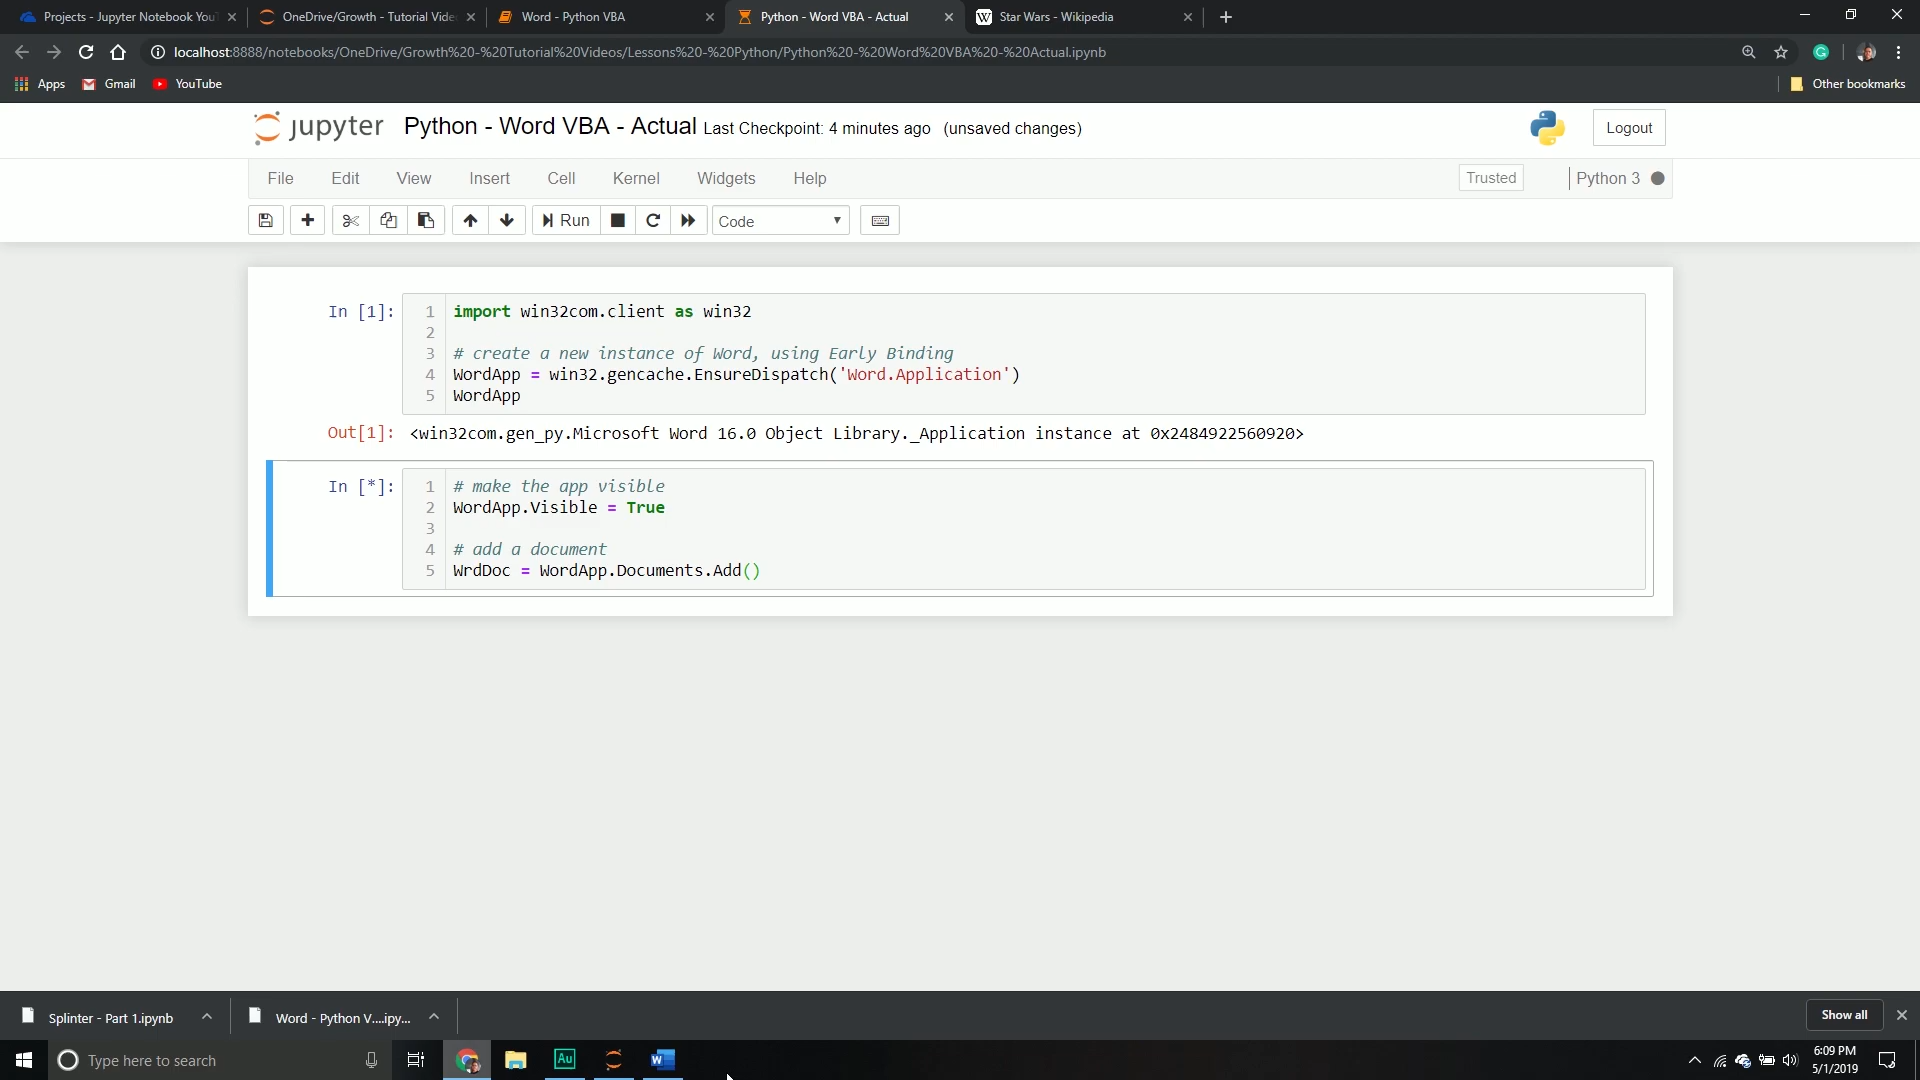 Projects - Jupyter Notebook You
OneDrive/Growth - Tutorial Vide
Word - Python VBA
Python - Word VBA - Actual
W Star Wars - Wikipedia
localhost:8888/notebooks/OneDrive/Growth%20-%20Tutorial%20Videos/Lessons%20-%20Python/Python%20-%20Word%20VBA%20-%20Actual.ipynb
Apps Gmail YouTube Other bookmarks
jupyter Python - Word VBA - Actual Last Checkpoint: 4 minutes ago (unsaved changes) Logout
File Edit View Insert Cell Kernel Widgets Help Trusted Python 3
Run Code
In [1]: 1 import win32com.client as win32
2
3 # create a new instance of Word, using Early Binding
4 WordApp = win32.gencache.EnsureDispatch('Word.Application')
5 WordApp
Out[1]: <win32com.gen_py.Microsoft Word 16.0 Object Library._Application instance at 0x2484922560920>
In [*]: 1 # make the app visible
2 WordApp.Visible = True
3
4 # add a document
5 WrdDoc = WordApp.Documents.Add()
Splinter - Part 1.ipynb
Word - Python V....ipy...
Show all
Type here to search
Au
W
6:09 PM
5/1/2019